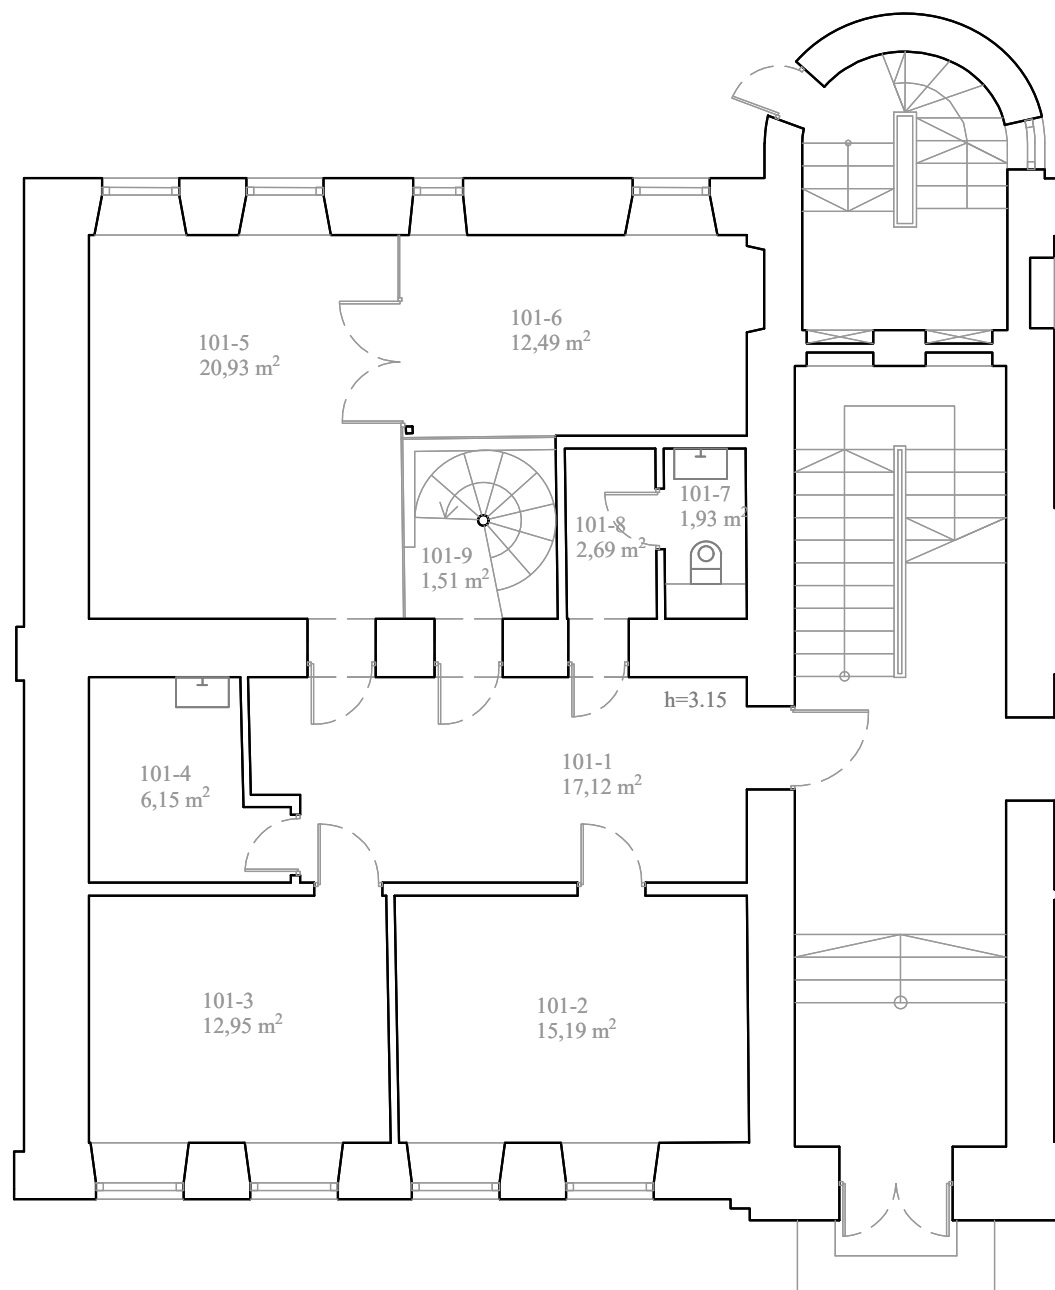 101-6
12,49 m²
101-5
20,93 m²
101-7
1,93 m²
101-8
2,69 m²
101-9
1,51 m²
h=3.15
101-1
17,12 m²
101-4
6,15 m²
101-3
12,95 m²
101-2
15,19 m²